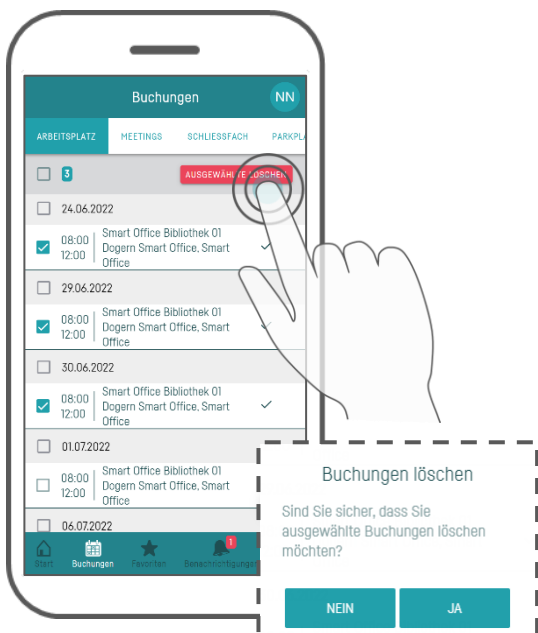 Buchungen
NN
ARBEITSPLATZ MEETINGS SCHLIESSFACH PARKPLA
3 AUSGEWÄHLTE LÖSCHEN
24.06.2022
08:00 Smart Office Bibliothek 01
12:00 Dogern Smart Office, Smart
Office
29.06.2022
08:00 Smart Office Bibliothek 01
12:00 Dogern Smart Office, Smart
Office
30.06.2022
08:00 Smart Office Bibliothek 01
12:00 Dogern Smart Office, Smart
Office
01.07.2022
08:00 Smart Office Bibliothek 01
12:00 Dogern Smart Office, Smart
Office
06.07.2022
1
Start Buchungen Favoriten Benachrichtigungen
Buchungen löschen
Sind Sie sicher, dass Sie
ausgewählte Buchungen löschen
möchten?
NEIN JA